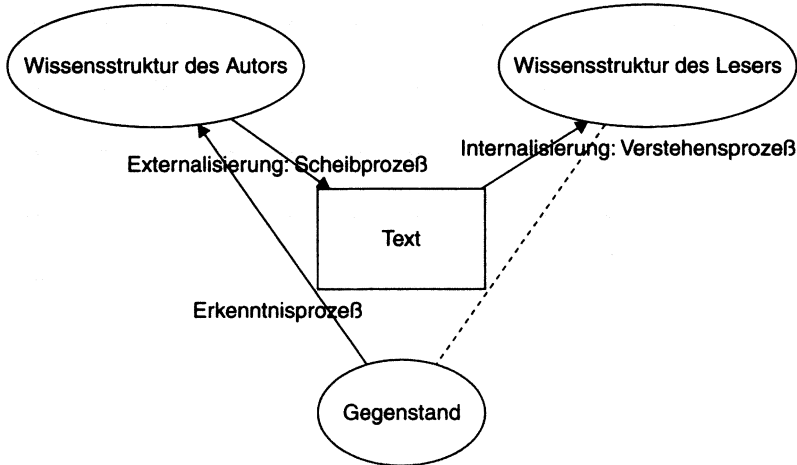 Wissensstruktur des Autors
Wissensstruktur des Lesers
Externalisierung: Scheibprozeß
Internalisierung: Verstehensprozeß
Text
Erkenntnisprozeß
Gegenstand